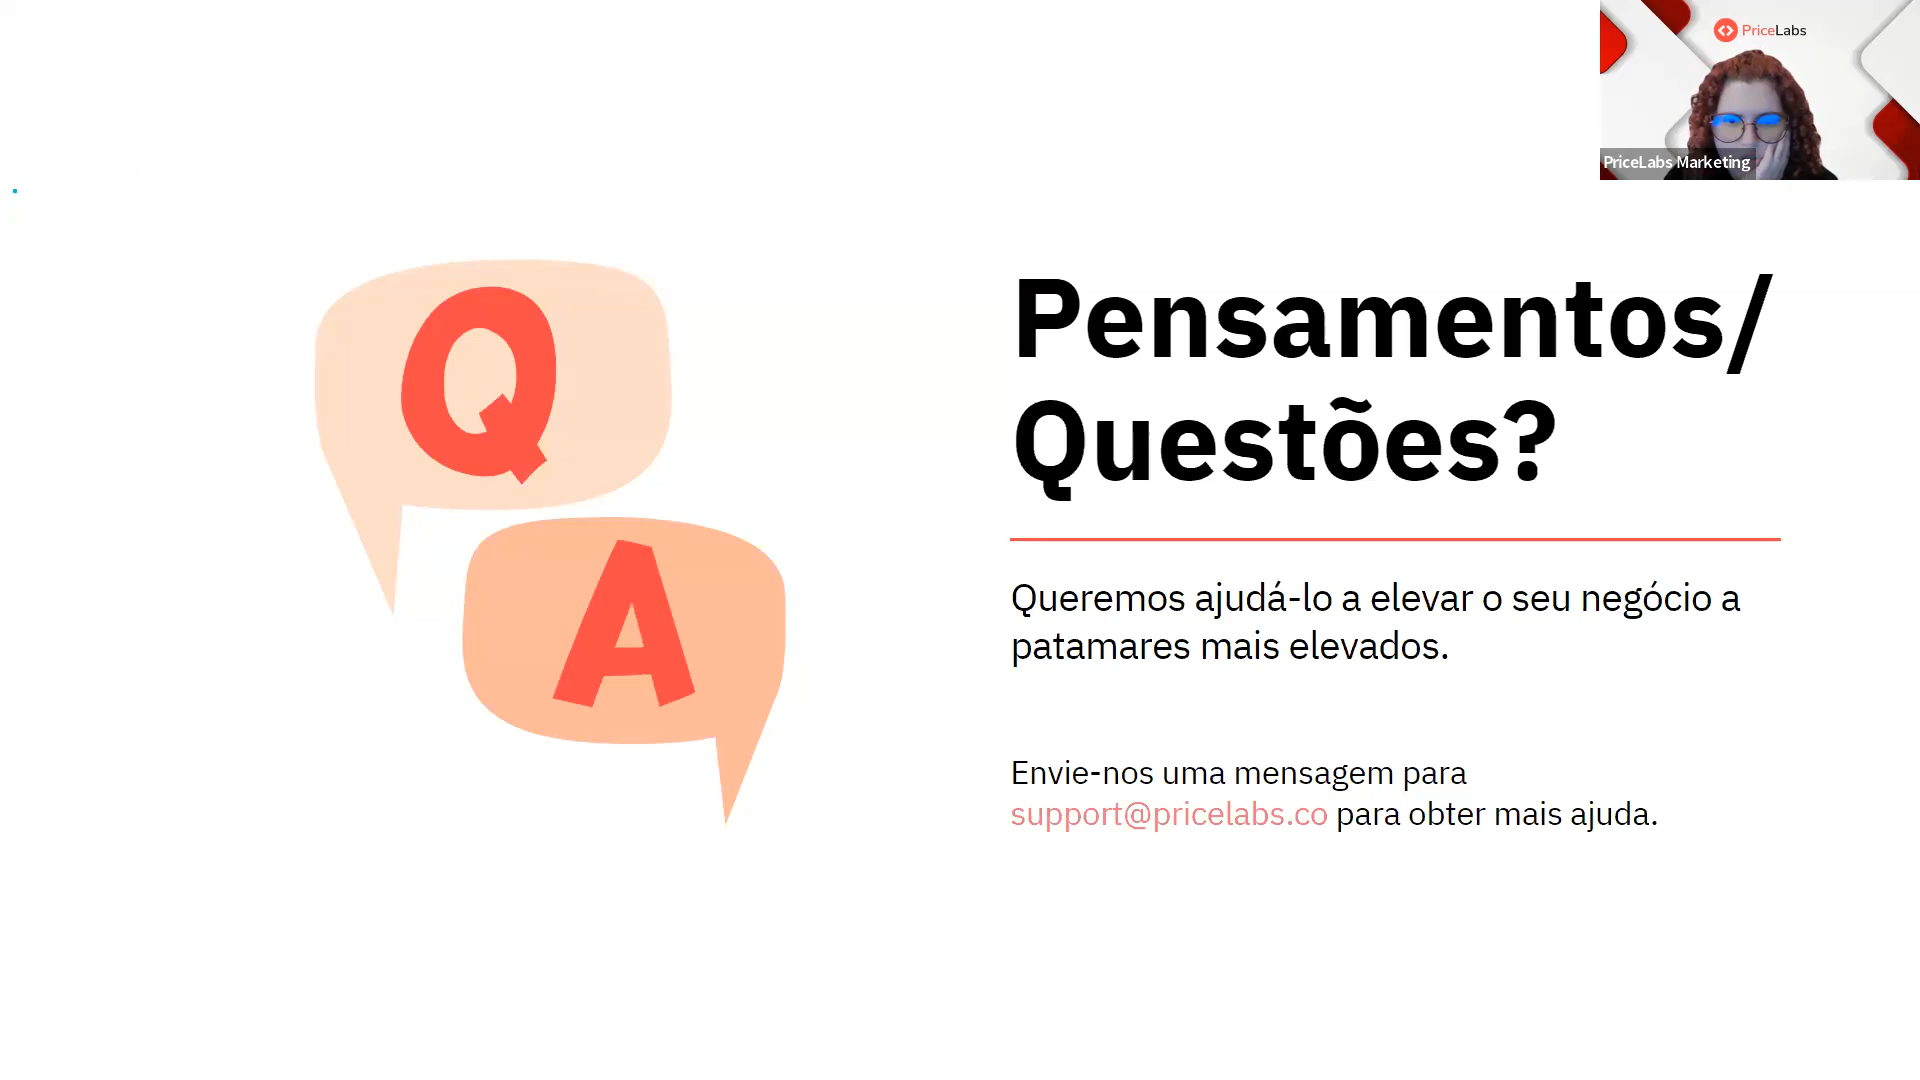 PriceLabs
PriceLabs Marketing
Q
A
Pensamentos/
Questões?
Queremos ajudá-lo a elevar o seu negócio a
patamares mais elevados.
Envie-nos uma mensagem para
support@pricelabs.co para obter mais ajuda.